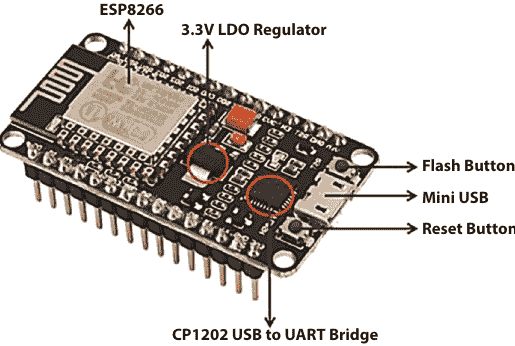 ESP8266
3.3V LDO Regulator
Flash Button
Mini USB
Reset Button
CP1202 USB to UART Bridge